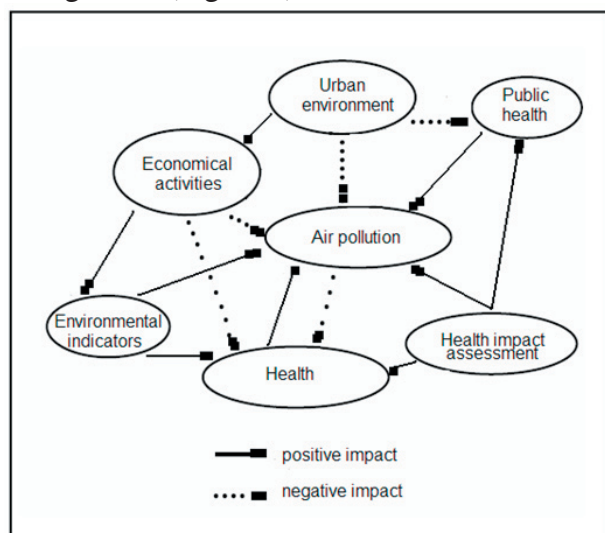 Urban
environment
Public
health
Economical
activities
Air pollution
Environmental
indicators
Health impact
assessment
Health
positive impact
negative impact